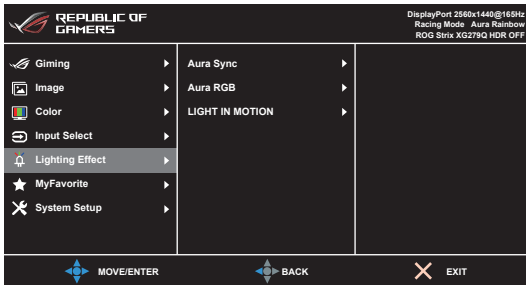 REPUBLIC OF
GAMERS
DisplayPort 2560x1440@165Hz
Racing Mode Aura Rainbow
ROG Strix XG279Q HDR OFF
Giming
Image
Color
Input Select
Lighting Effect
MyFavorite
System Setup
Aura Sync
Aura RGB
LIGHT IN MOTION
MOVE/ENTER
BACK
EXIT